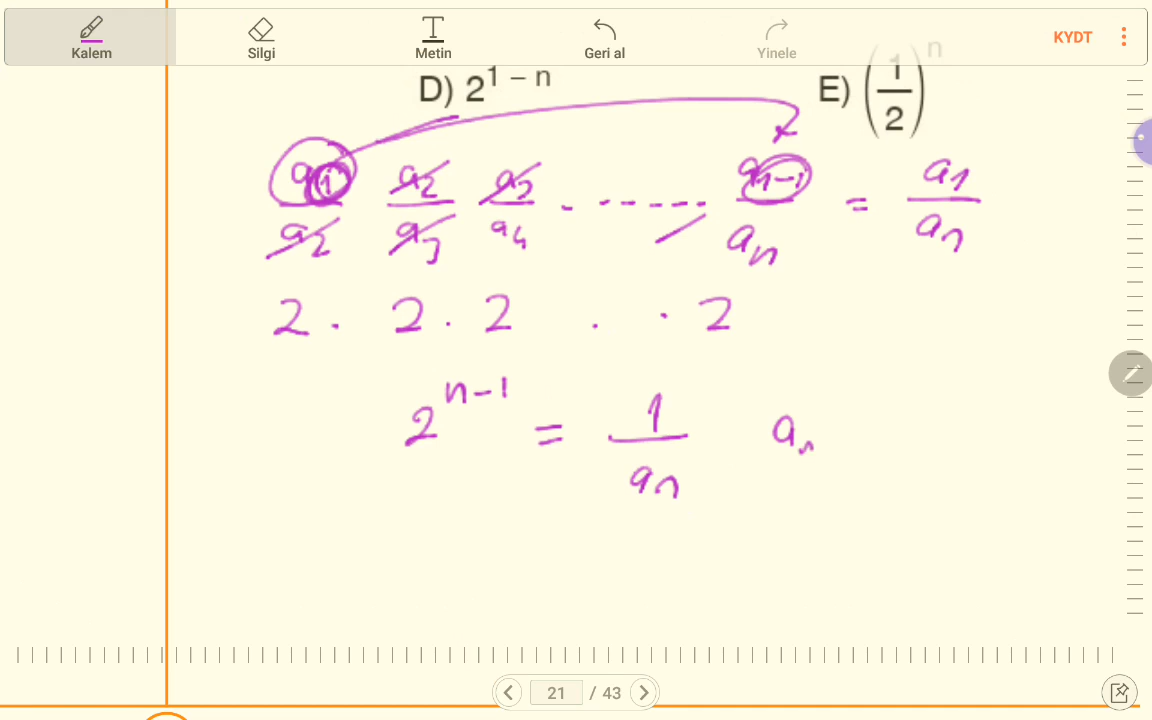 Kalem Silgi Metin Geri al Yinele KYDT
D) 2^{1 − n} E) (1/2)^n
a1/a2 a2/a3 a3/a4 . ------ an−1/an = a1/an
2 . 2 . 2 . . 2
2^{n−1} = 1/an an
21 / 43